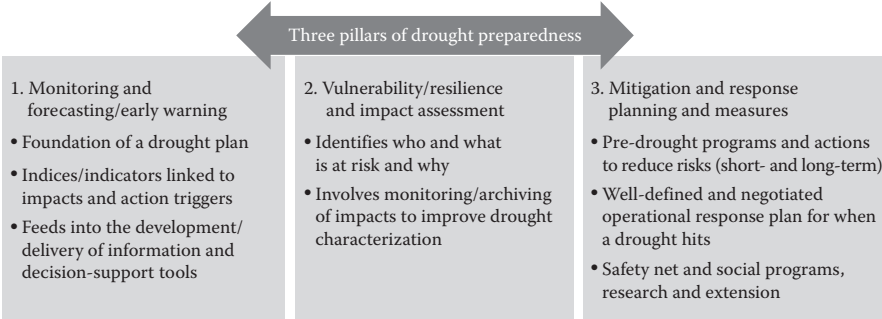 Three pillars of drought preparedness
1. Monitoring and
forecasting/early warning
• Foundation of a drought plan
• Indices/indicators linked to
impacts and action triggers
• Feeds into the development/
delivery of information and
decision-support tools
2. Vulnerability/resilience
and impact assessment
• Identifies who and what
is at risk and why
• Involves monitoring/archiving
of impacts to improve drought
characterization
3. Mitigation and response
planning and measures
• Pre-drought programs and actions
to reduce risks (short- and long-term)
• Well-defined and negotiated
operational response plan for when
a drought hits
• Safety net and social programs,
research and extension